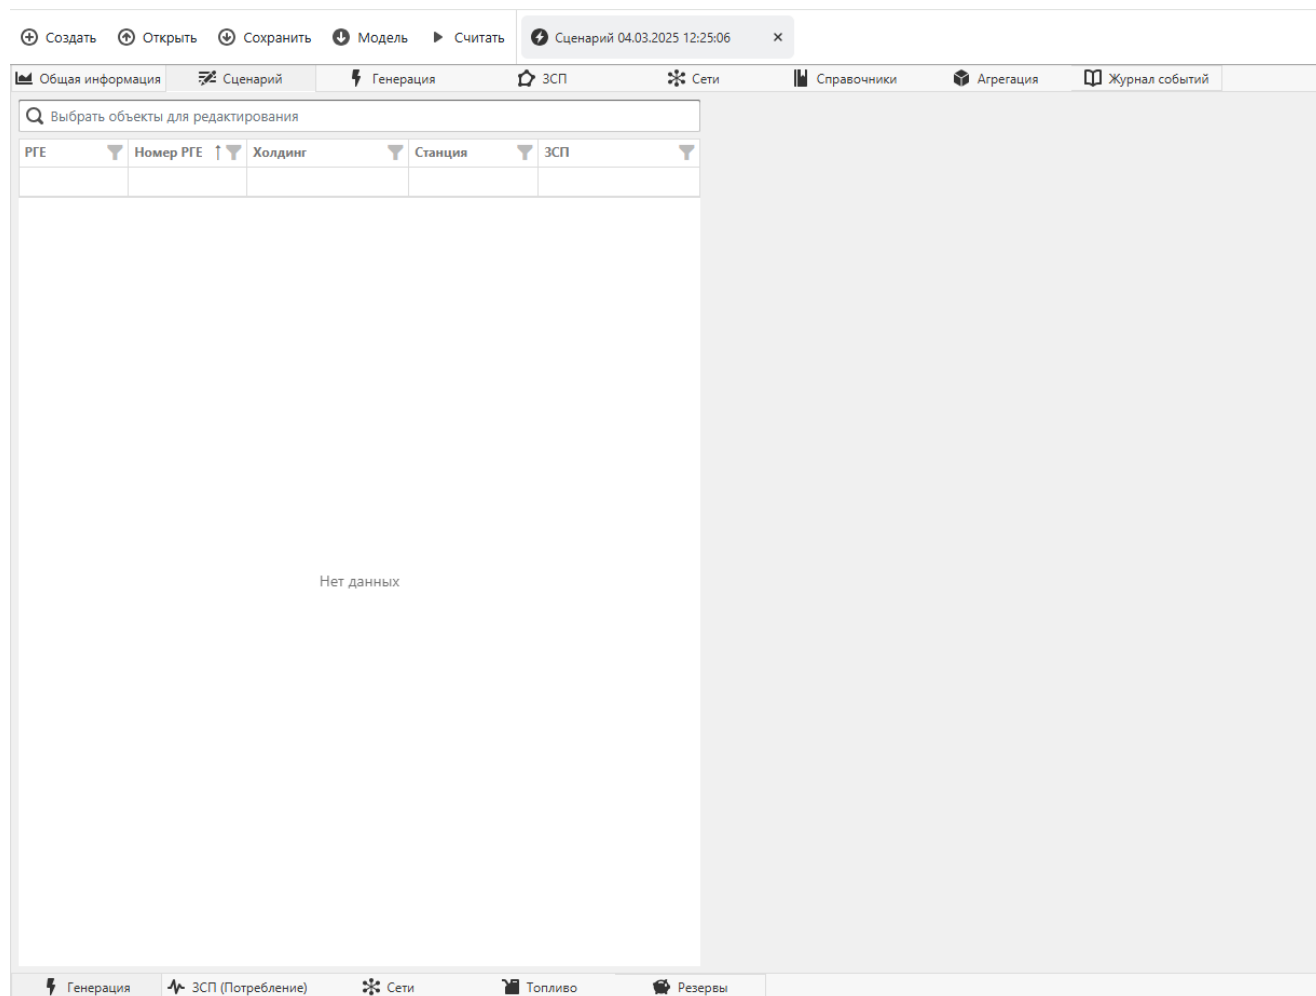 Создать Открыть Сохранить Модель Считать Сценарий 04.03.2025 12:25:06 ×
Общая информация Сценарий Генерация ЗСП Сети Справочники Агрегация Журнал событий
Выбрать объекты для редактирования
РГЕ Номер РГЕ ↑ Холдинг Станция ЗСП
Нет данных
Генерация ЗСП (Потребление) Сети Топливо Резервы